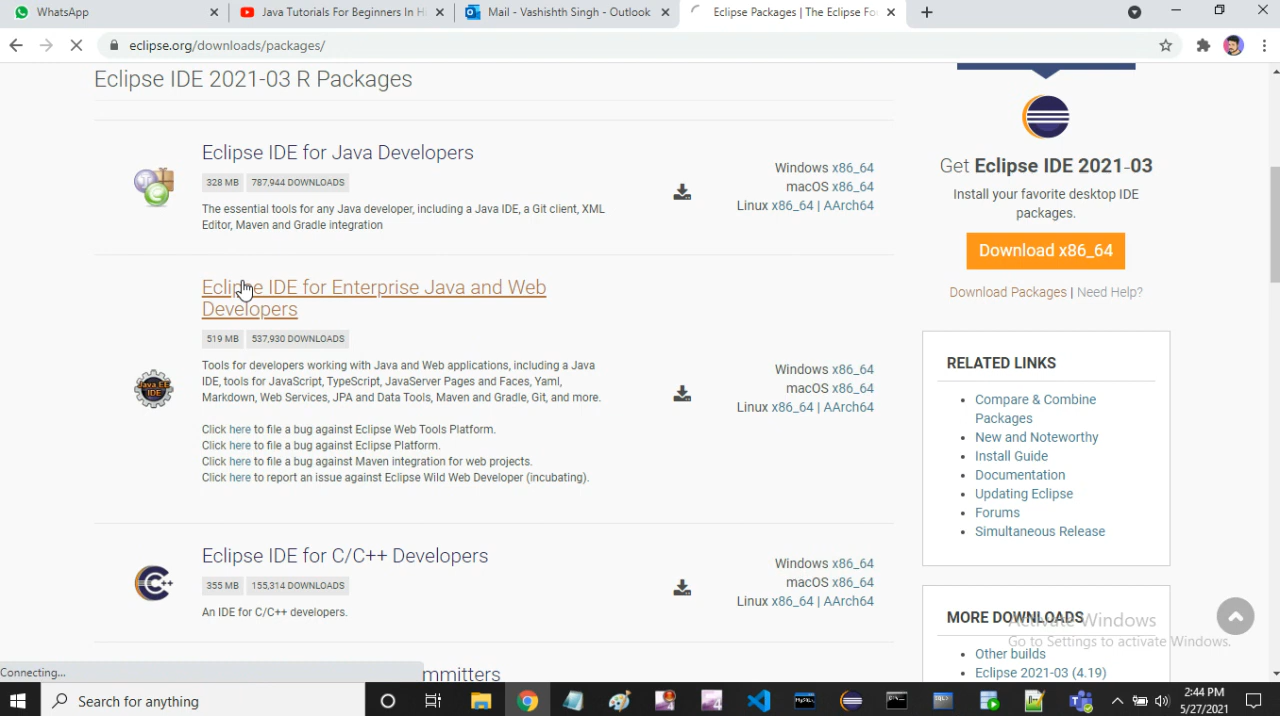 WhatsApp
Java Tutorials For Beginners In Hi
Mail - Vashishth Singh - Outlook
Eclipse Packages | The Eclipse Fo
eclipse.org/downloads/packages/
Eclipse IDE 2021-03 R Packages
Eclipse IDE for Java Developers
328 MB 787,944 DOWNLOADS
The essential tools for any Java developer, including a Java IDE, a Git client, XML
Editor, Maven and Gradle integration
Windows x86_64
macOS x86_64
Linux x86_64 | AArch64
Eclipse IDE for Enterprise Java and Web
Developers
519 MB 537,930 DOWNLOADS
Tools for developers working with Java and Web applications, including a Java
IDE, tools for JavaScript, TypeScript, JavaServer Pages and Faces, Yaml,
Markdown, Web Services, JPA and Data Tools, Maven and Gradle, Git, and more.
Click here to file a bug against Eclipse Web Tools Platform.
Click here to file a bug against Eclipse Platform.
Click here to file a bug against Maven integration for web projects.
Click here to report an issue against Eclipse Wild Web Developer (incubating).
Java EE
IDE
Windows x86_64
macOS x86_64
Linux x86_64 | AArch64
Eclipse IDE for C/C++ Developers
355 MB 155,314 DOWNLOADS
An IDE for C/C++ developers.
Windows x86_64
macOS x86_64
Linux x86_64 | AArch64
mmitters
Connecting...
Get Eclipse IDE 2021-03
Install your favorite desktop IDE
packages.
Download x86_64
Download Packages | Need Help?
RELATED LINKS
Compare & Combine
Packages
New and Noteworthy
Install Guide
Documentation
Updating Eclipse
Forums
Simultaneous Release
MORE DOWNLOADS
Other builds
Eclipse 2021-03 (4.19)
Activate Windows
Go to Settings to activate Windows.
Search for anything
2:44 PM
5/27/2021